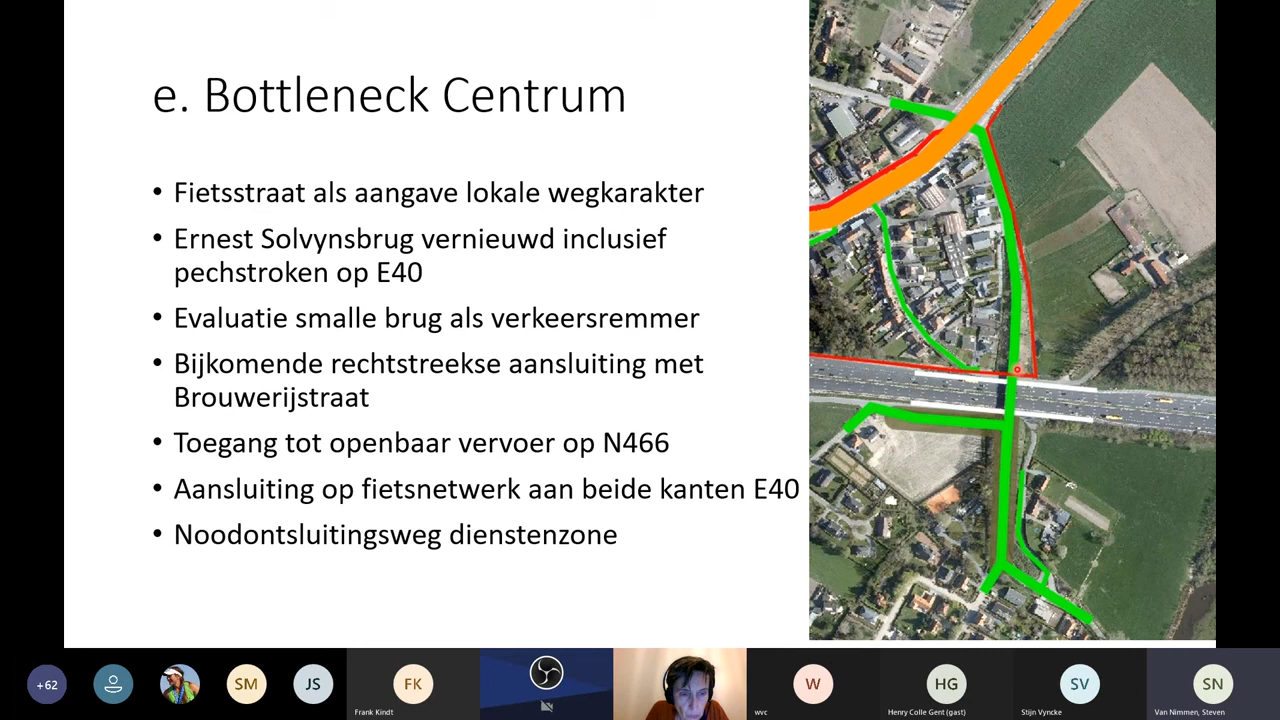 e. Bottleneck Centrum
• Fietsstraat als aangave lokale wegkarakter
• Ernest Solvynsbrug vernieuwd inclusief
pechstroken op E40
• Evaluatie smalle brug als verkeersremmer
• Bijkomende rechtstreekse aansluiting met
Brouwerijstraat
• Toegang tot openbaar vervoer op N466
• Aansluiting op fietsnetwerk aan beide kanten E40
• Noodontsluitingsweg dienstenzone
+62
SM
JS
FK
W
HG
SV
SN
Frank Kindt
wvc
Henry Colle Gent (gast)
Stijn Vyncke
Van Nimmen, Steven